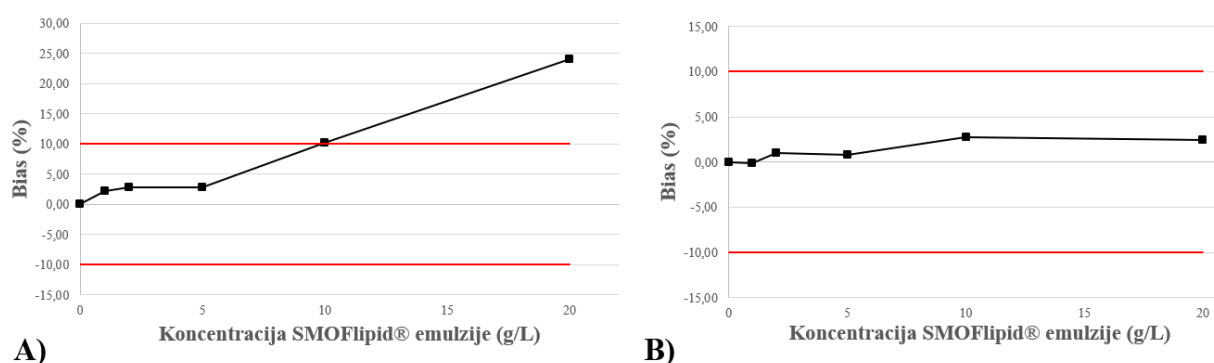 30,00
25,00
20,00
15,00
10,00
5,00
0,00
-5,00
-10,00
-15,00
Bias (%)
0 5 10 15 20
Koncentracija SMOFlipid® emulzije (g/L)
A)
15,00
10,00
5,00
0,00
-5,00
-10,00
-15,00
Bias (%)
0 5 10 15 20
Koncentracija SMOFlipid® emulzije (g/L)
B)